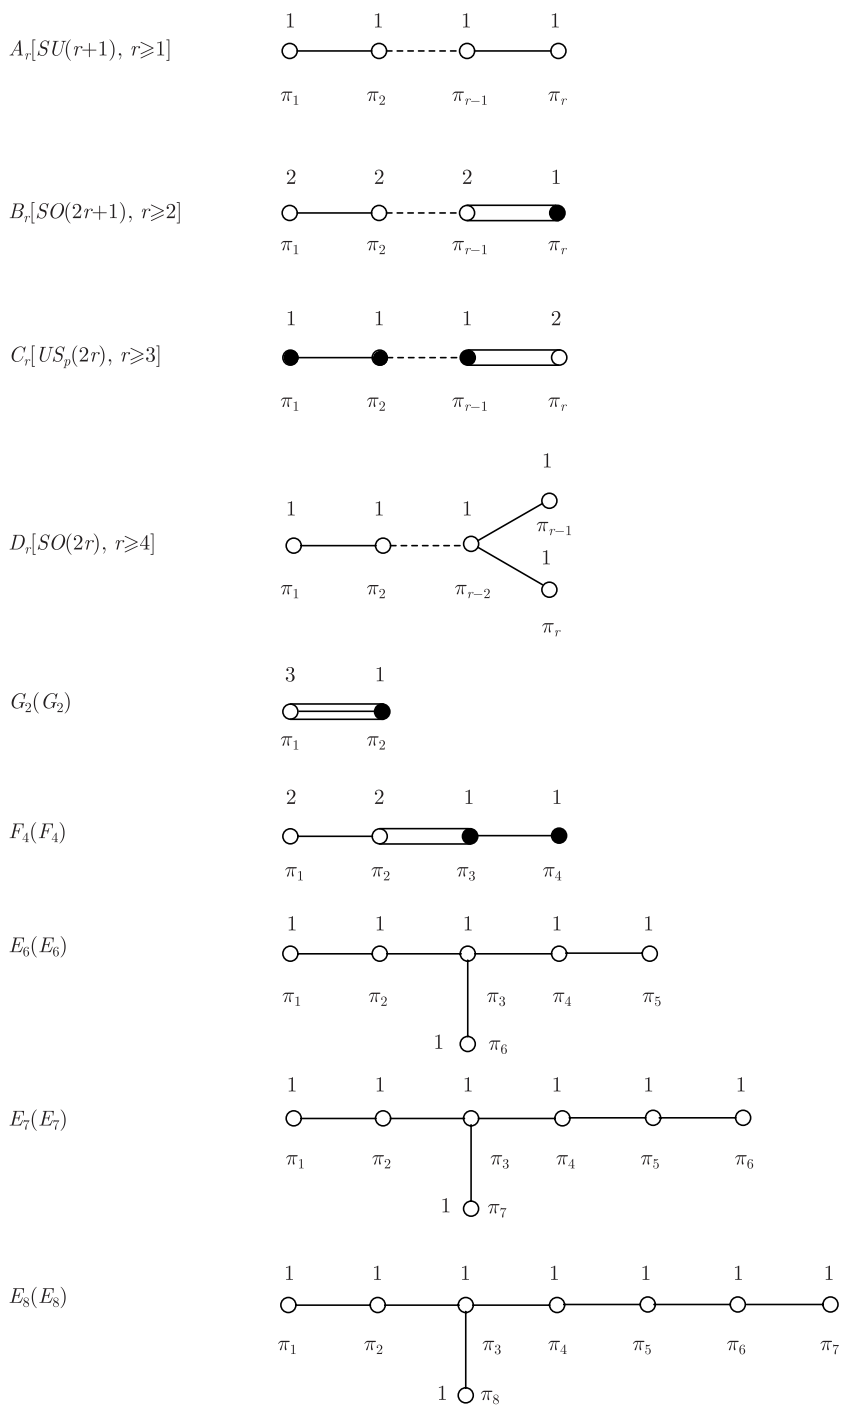 1 1 1 1
A_r[SU(r+1), r⩾1]
π_1 π_2 π_{r−1} π_r
2 2 2 1
B_r[SO(2r+1), r⩾2]
π_1 π_2 π_{r−1} π_r
1 1 1 2
C_r[US_p(2r), r⩾3]
π_1 π_2 π_{r−1} π_r
1
1 1 1
π_{r−1}
D_r[SO(2r), r⩾4]
1
π_1 π_2 π_{r−2}
π_r
3 1
G_2(G_2)
π_1 π_2
2 2 1 1
F_4(F_4)
π_1 π_2 π_3 π_4
1 1 1 1 1
E_6(E_6)
π_1 π_2 π_3 π_4 π_5
1 π_6
1 1 1 1 1 1
E_7(E_7)
π_1 π_2 π_3 π_4 π_5 π_6
1 π_7
1 1 1 1 1 1 1
E_8(E_8)
π_1 π_2 π_3 π_4 π_5 π_6 π_7
1 π_8